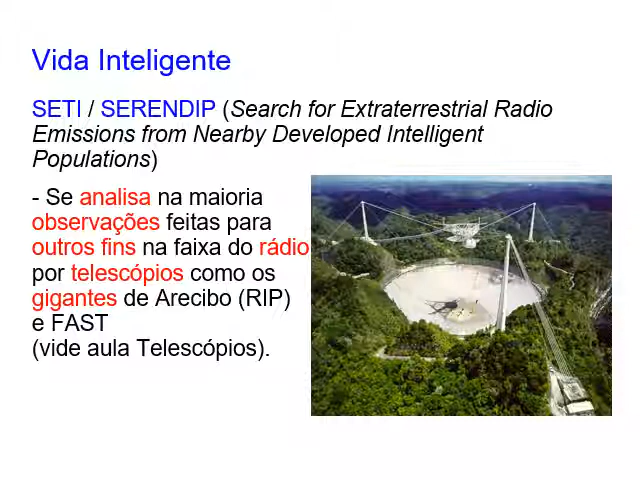 Vida Inteligente
SETI / SERENDIP (Search for Extraterrestrial Radio
Emissions from Nearby Developed Intelligent
Populations)
- Se analisa na maioria
observações feitas para
outros fins na faixa do rádio
por telescópios como os
gigantes de Arecibo (RIP)
e FAST
(vide aula Telescópios).